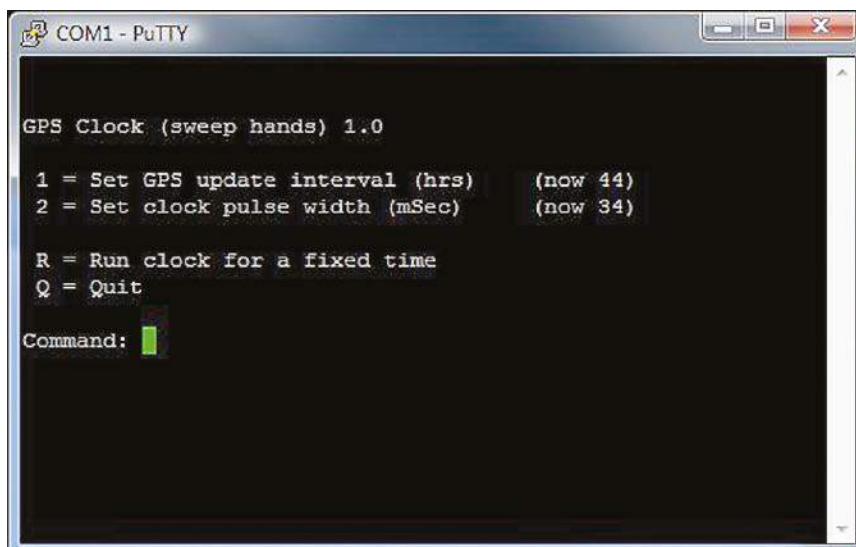 COM1 - PuTTY
GPS Clock (sweep hands) 1.0
1 = Set GPS update interval (hrs) (now 44)
2 = Set clock pulse width (mSec) (now 34)
R = Run clock for a fixed time
Q = Quit
Command: